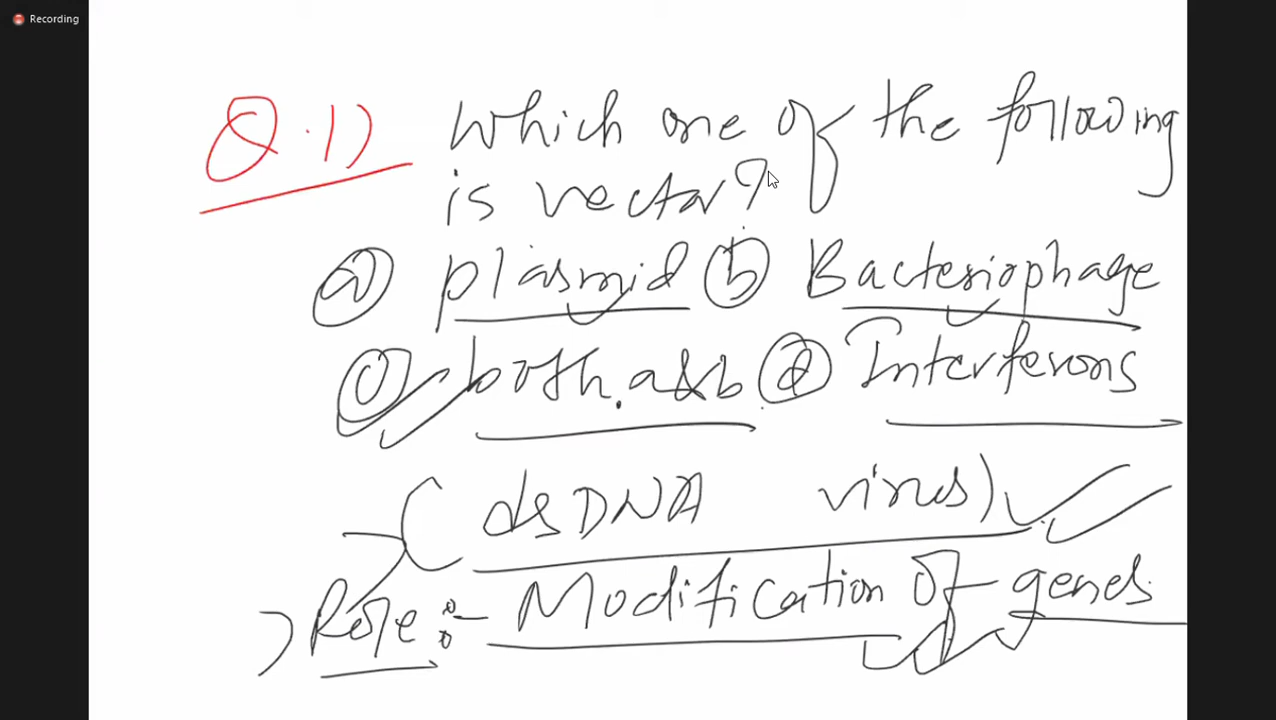 Recording
Q.1) Which one of the following
is vector?
(a) plasmid (b) Bacteriophage
(c) both a & b (d) Interferons
(dsDNA virus)
Role :- Modification of genes